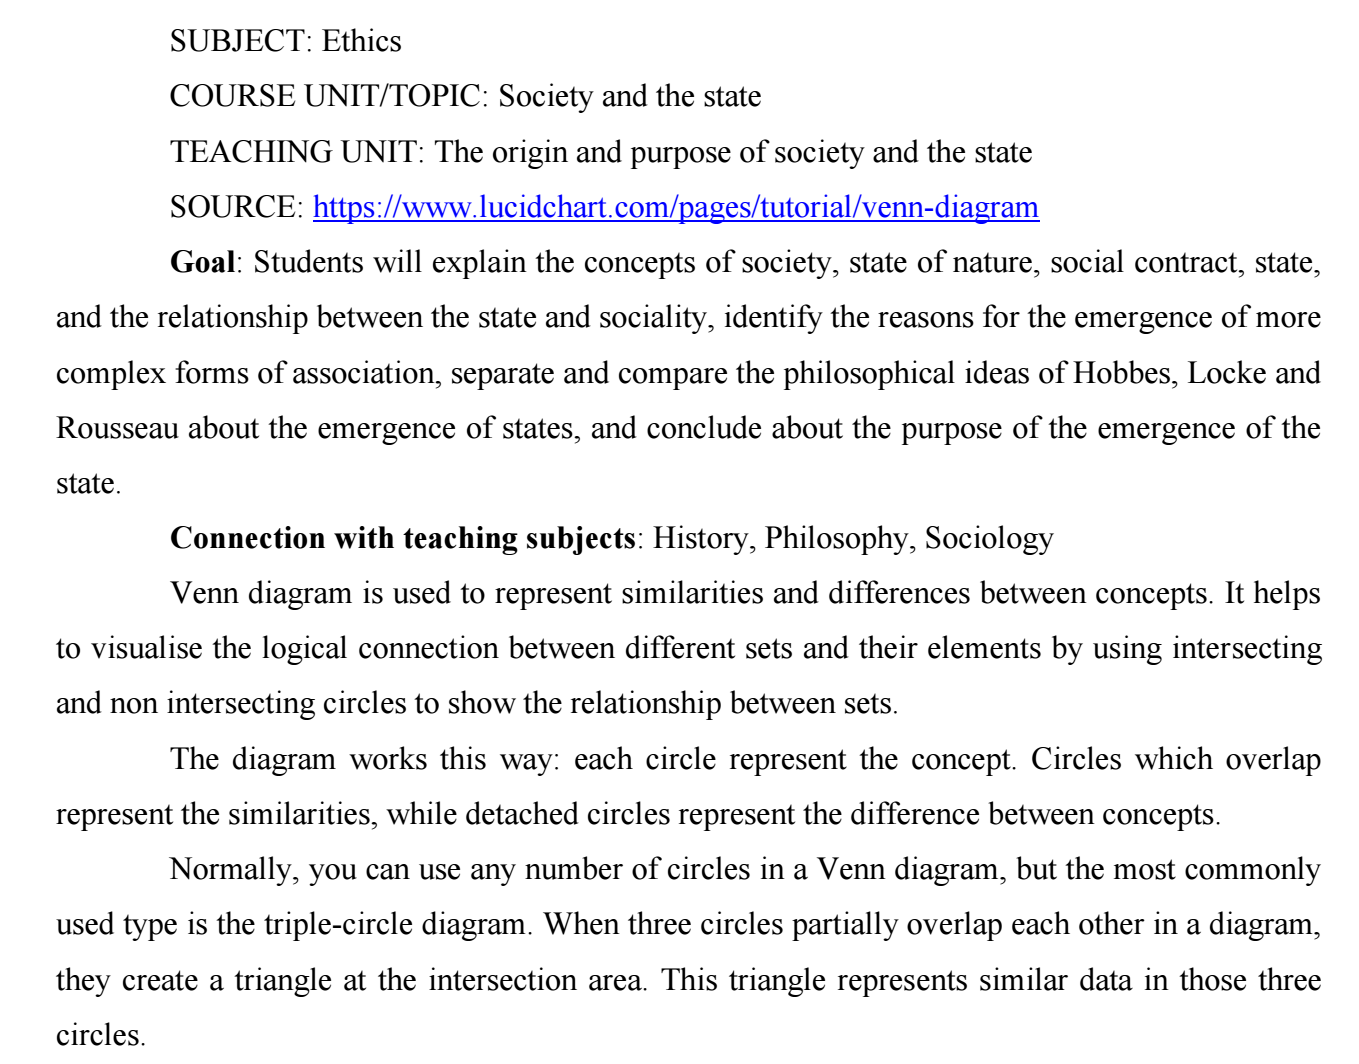 SUBJECT: Ethics
COURSE UNIT/TOPIC: Society and the state
TEACHING UNIT: The origin and purpose of society and the state
SOURCE: https://www.lucidchart.com/pages/tutorial/venn-diagram
Goal: Students will explain the concepts of society, state of nature, social contract, state,
and the relationship between the state and sociality, identify the reasons for the emergence of more
complex forms of association, separate and compare the philosophical ideas of Hobbes, Locke and
Rousseau about the emergence of states, and conclude about the purpose of the emergence of the
state.
Connection with teaching subjects: History, Philosophy, Sociology
Venn diagram is used to represent similarities and differences between concepts. It helps
to visualise the logical connection between different sets and their elements by using intersecting
and non intersecting circles to show the relationship between sets.
The diagram works this way: each circle represent the concept. Circles which overlap
represent the similarities, while detached circles represent the difference between concepts.
Normally, you can use any number of circles in a Venn diagram, but the most commonly
used type is the triple-circle diagram. When three circles partially overlap each other in a diagram,
they create a triangle at the intersection area. This triangle represents similar data in those three
circles.